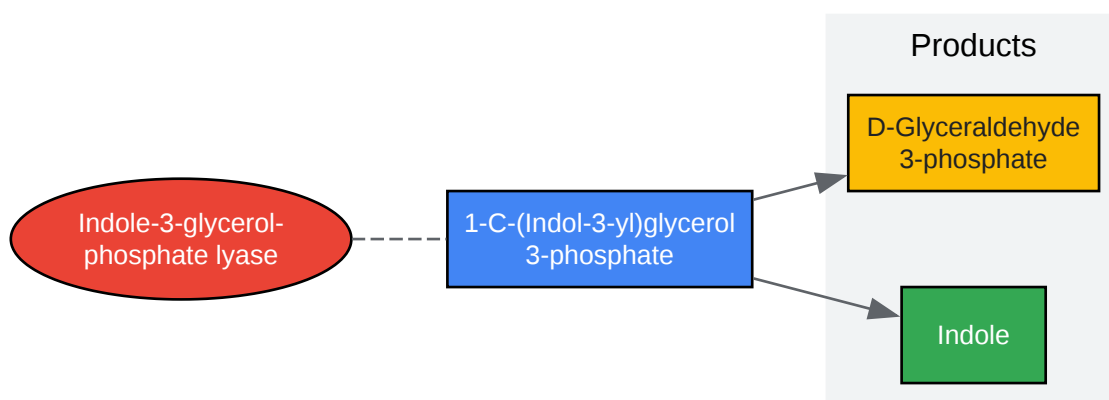 Products
D-Glyceraldehyde
3-phosphate
Indole-3-glycerol-
phosphate lyase
1-C-(Indol-3-yl)glycerol
3-phosphate
Indole